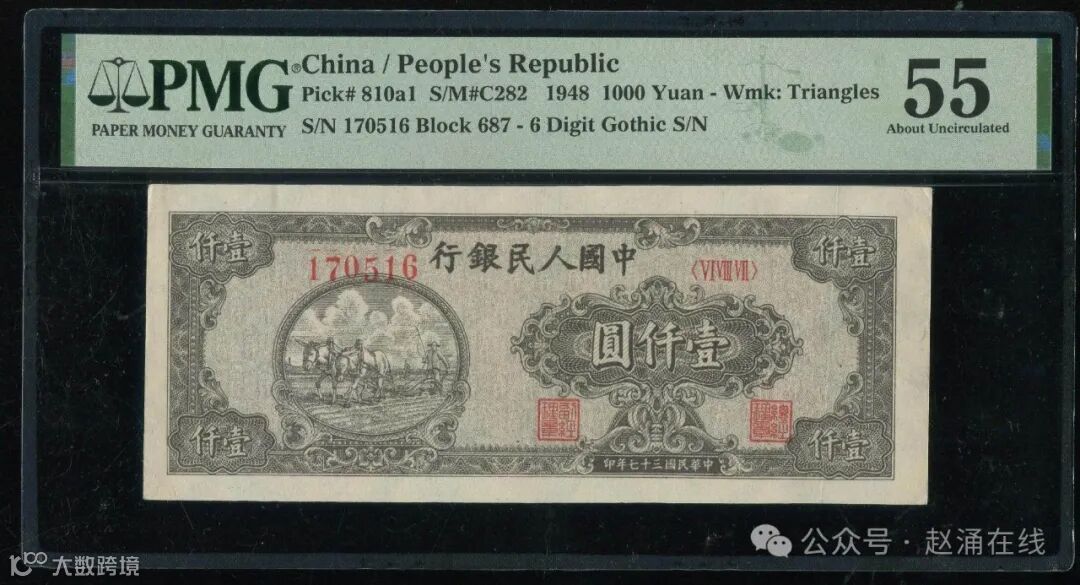 PMG
PAPER MONEY GUARANTY
China / People's Republic
Pick# 810a1 S/M#C282 1948 1000 Yuan - Wmk: Triangles
S/N 170516 Block 687 - 6 Digit Gothic S/N
55
About Uncirculated
仟壹
行銀民人國中
仟壹
170516
〈VIVIIIVII〉
圓仟壹
仟壹
仟壹
印年七十三國民華中
公众号 · 赵涌在线
大数跨境